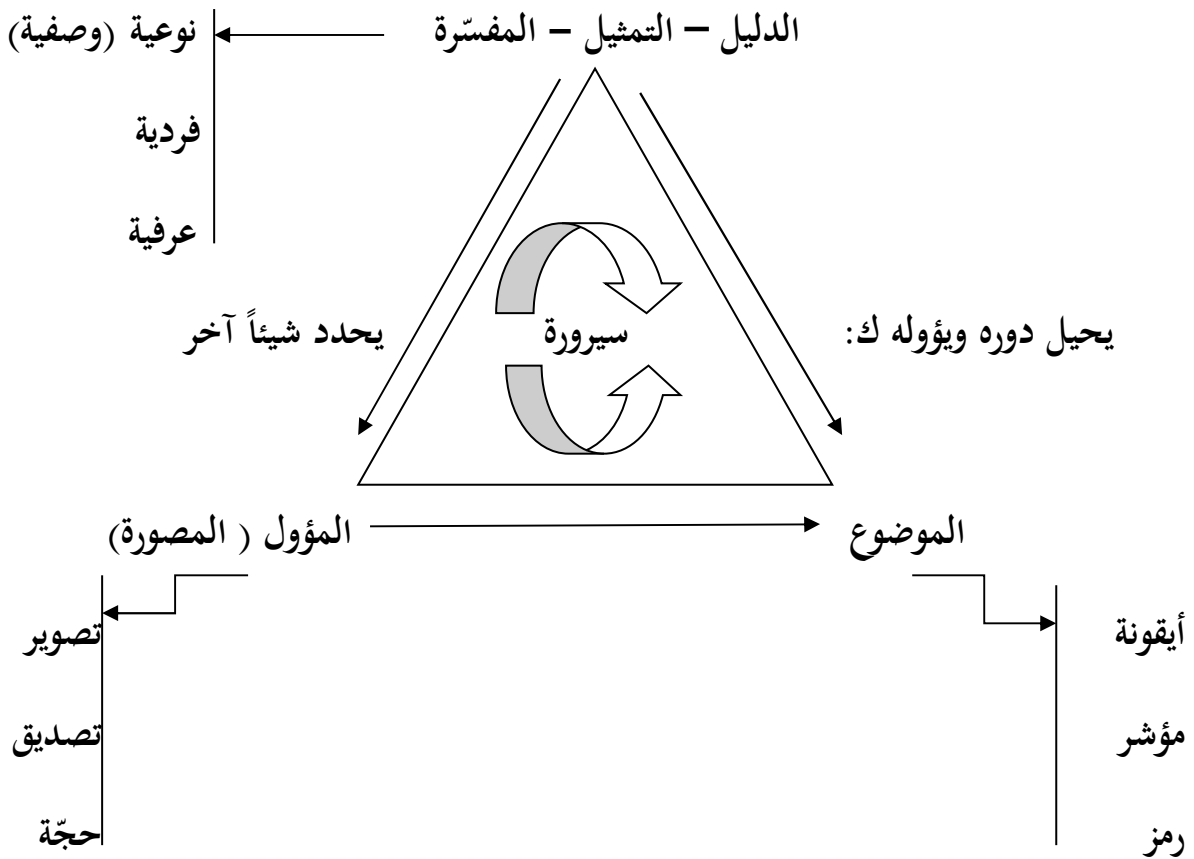 الدليل – التمثيل – المفسّرة
نوعية (وصفية)
فردية
عرفية
يحيل دوره ويؤوله ك:
سيرورة
يحدد شيئاً آخر
الموضوع
المؤول ( المصورة)
أيقونة
مؤشر
رمز
تصوير
تصديق
حجّة